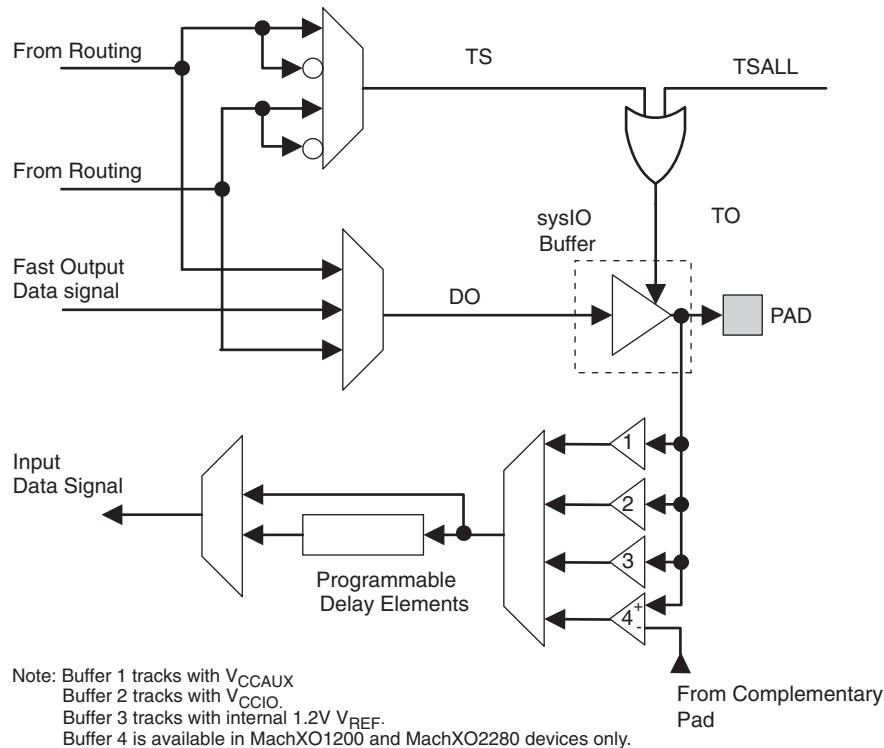 From Routing
TS
TSALL
From Routing
sysIO
Buffer
TO
Fast Output
Data signal
DO
PAD
1
Input
Data Signal
2
3
Programmable
Delay Elements
4
+
-
Note: Buffer 1 tracks with VCCAUX
Buffer 2 tracks with VCCIO.
Buffer 3 tracks with internal 1.2V VREF.
Buffer 4 is available in MachXO1200 and MachXO2280 devices only.
From Complementary
Pad